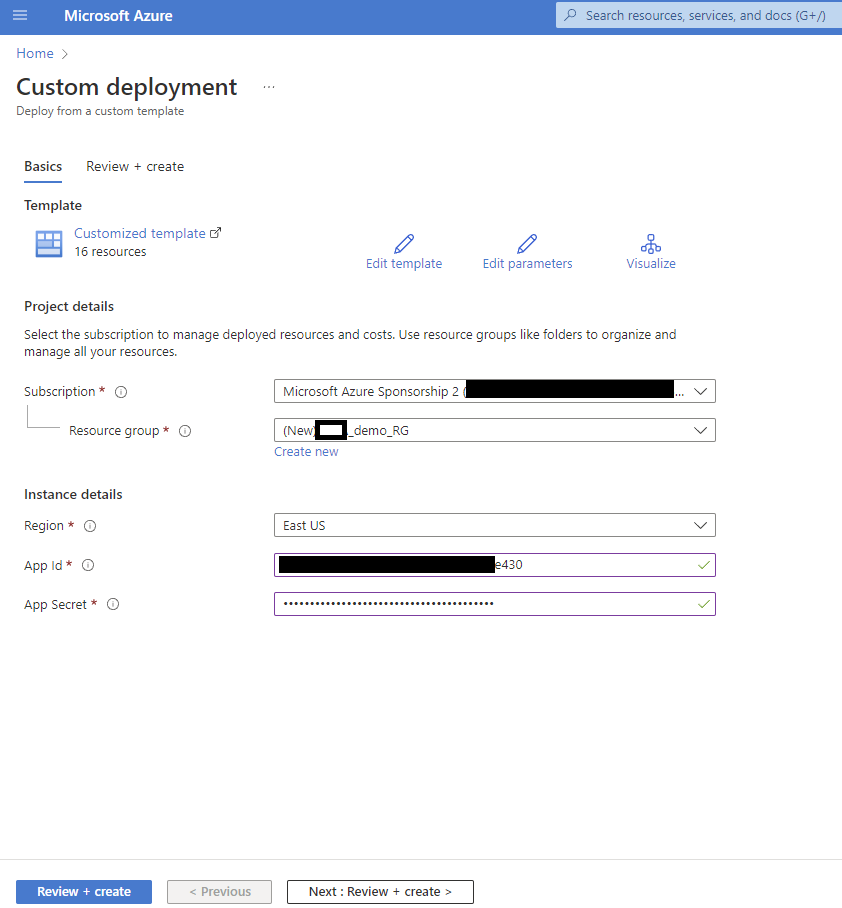 Microsoft Azure
Search resources, services, and docs (G+/)
Home >
Custom deployment ...
Deploy from a custom template
Basics Review + create
Template
Customized template
16 resources
Edit template Edit parameters Visualize
Project details
Select the subscription to manage deployed resources and costs. Use resource groups like folders to organize and
manage all your resources.
Subscription * Microsoft Azure Sponsorship 2 ( ...
Resource group * (New) _demo_RG
Create new
Instance details
Region * East US
App Id * e430
App Secret * ••••••••••••••••••••••••••••••••••••••••
Review + create < Previous Next : Review + create >